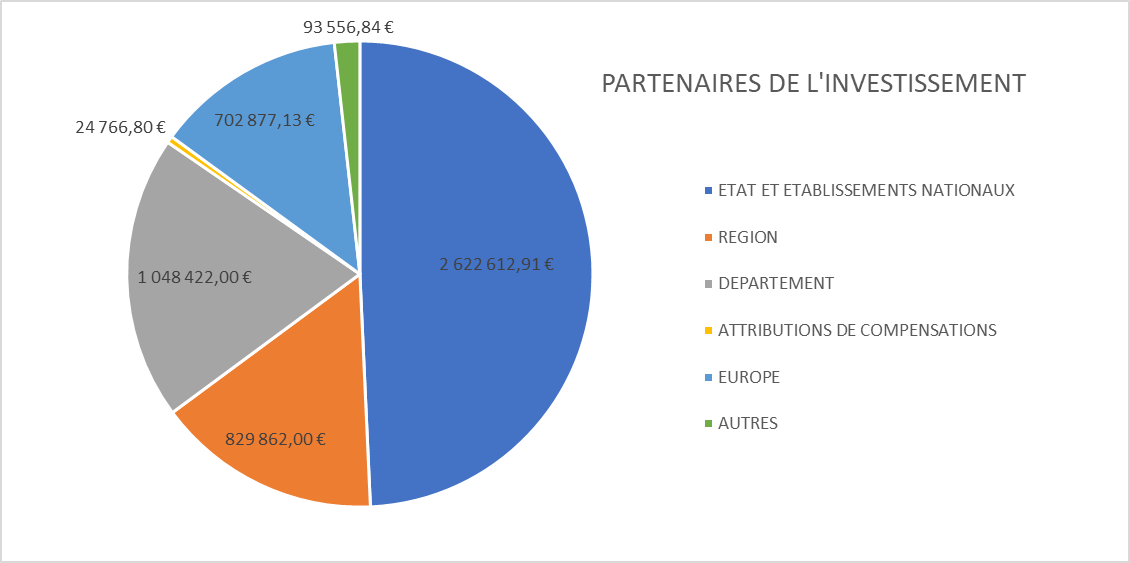 93 556,84 €
PARTENAIRES DE L'INVESTISSEMENT
702 877,13 €
24 766,80 €
ETAT ET ETABLISSEMENTS NATIONAUX
REGION
2 622 612,91 €
1 048 422,00 €
DEPARTEMENT
ATTRIBUTIONS DE COMPENSATIONS
EUROPE
AUTRES
829 862,00 €